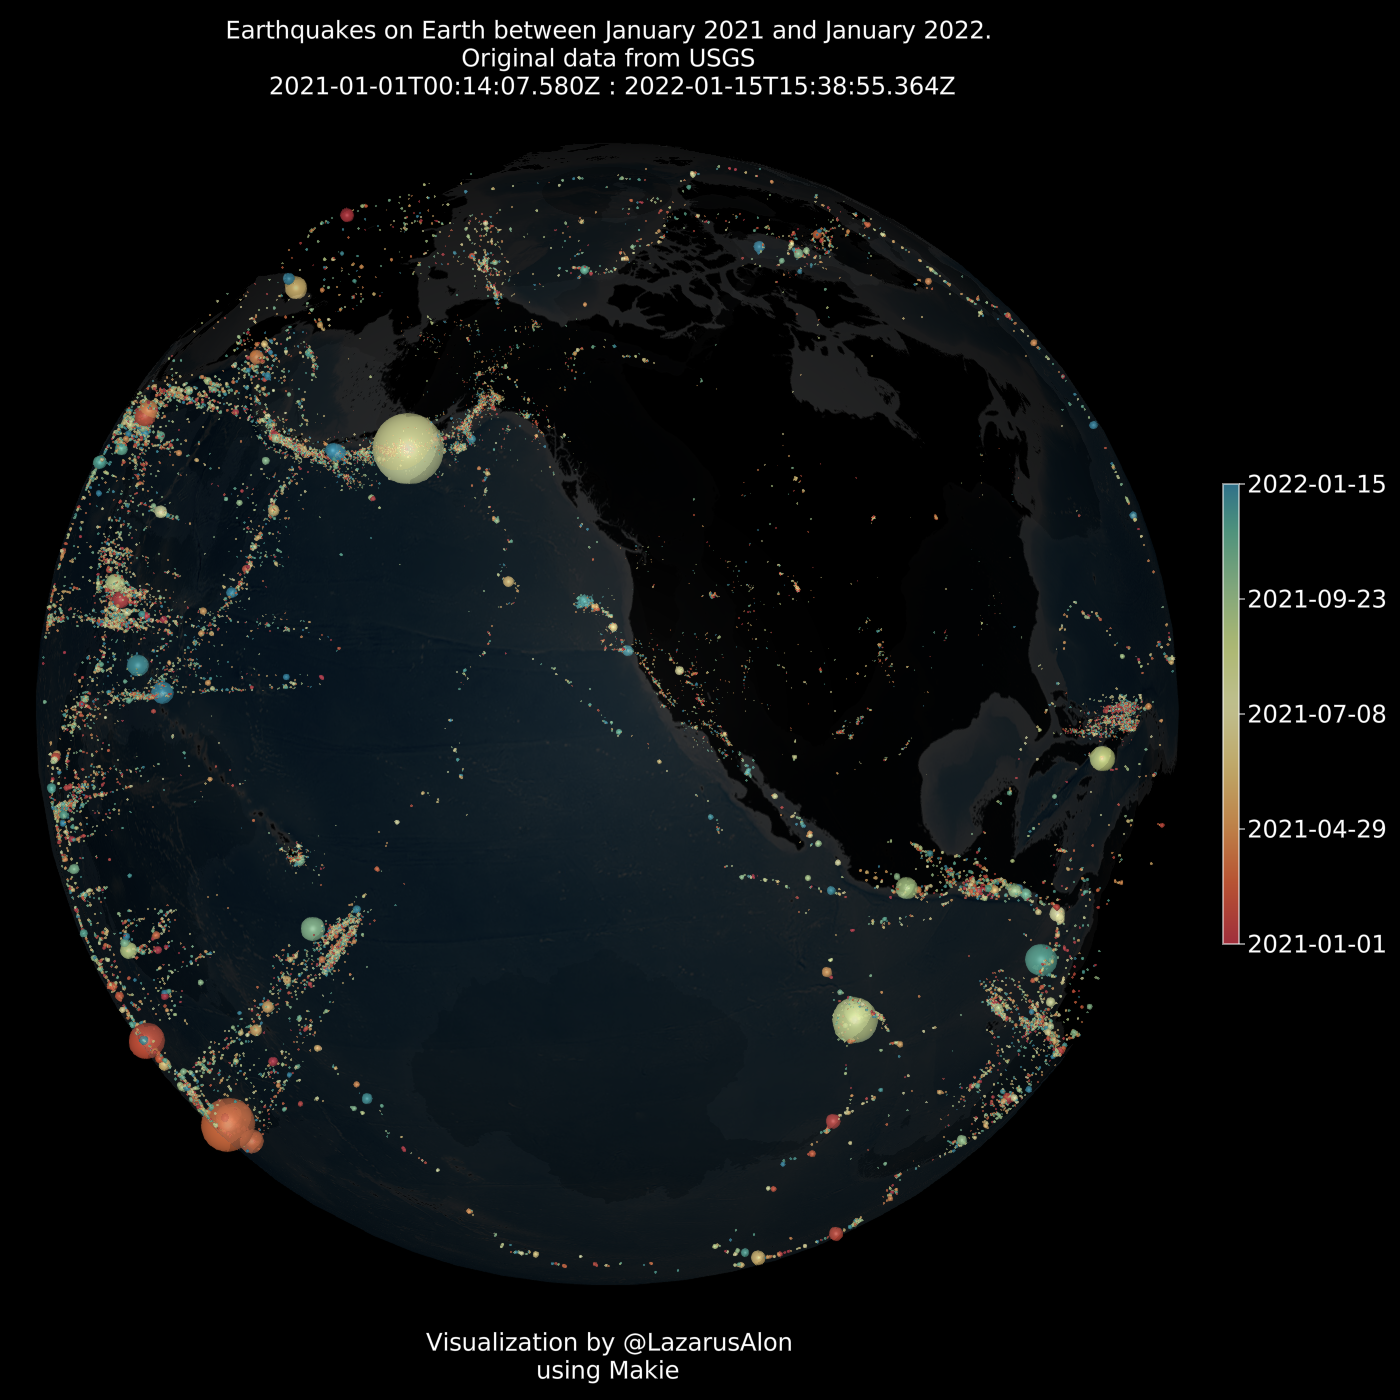 Earthquakes on Earth between January 2021 and January 2022.
Original data from USGS
2021-01-01T00:14:07.580Z : 2022-01-15T15:38:55.364Z
2022-01-15
2021-09-23
2021-07-08
2021-04-29
2021-01-01
Visualization by @LazarusAlon
using Makie